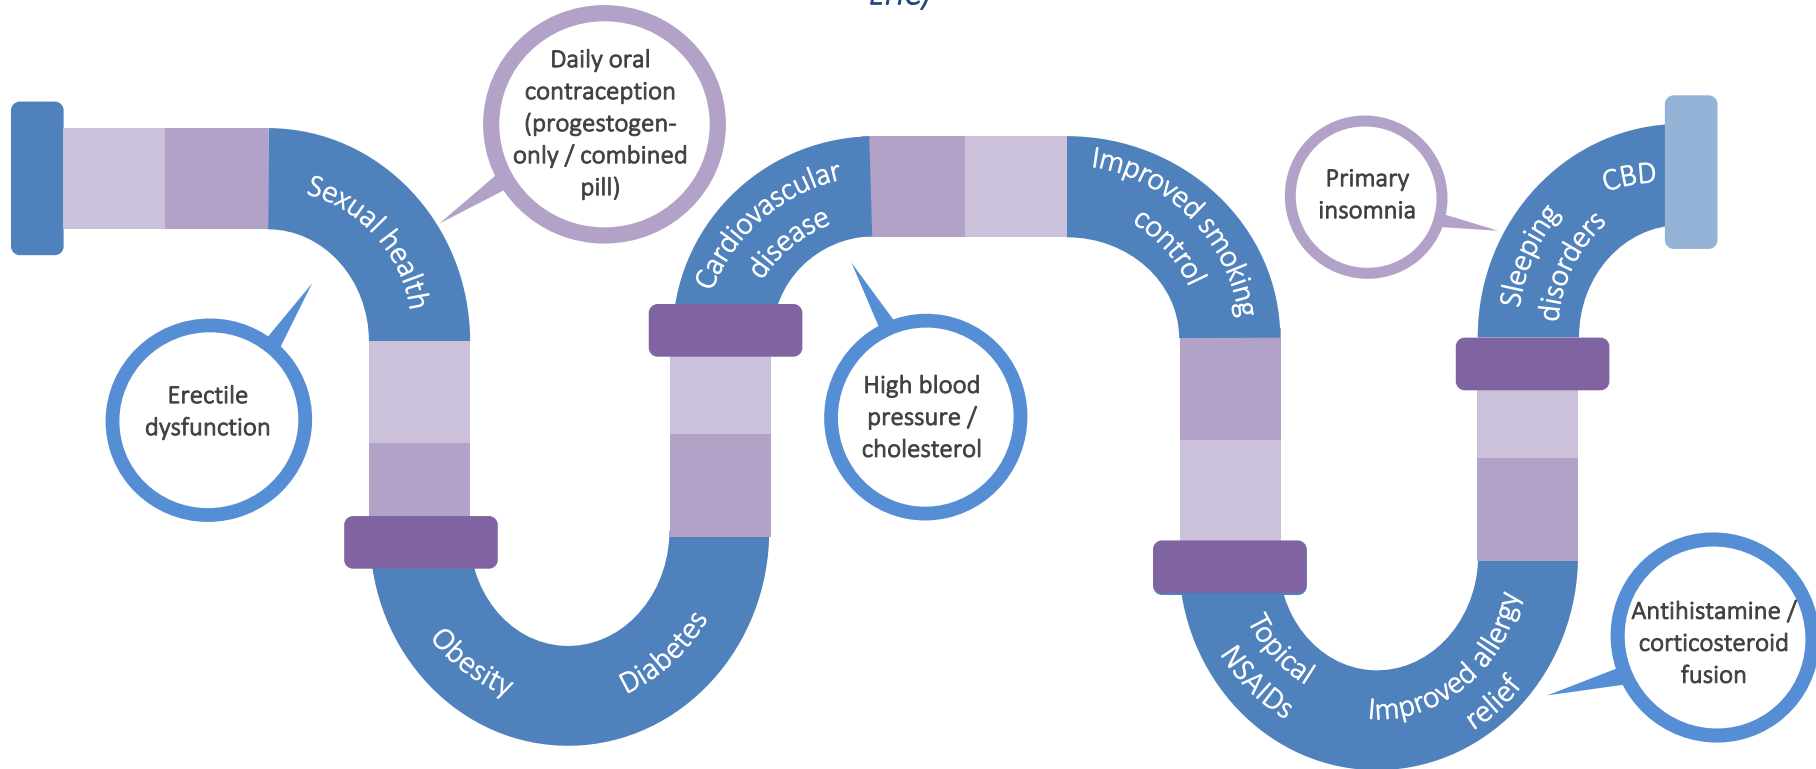 Daily oral
contraception
(progestogen-
only / combined
pill)
Sexual health
Erectile
dysfunction
Obesity
Diabetes
Cardiovascular
disease
High blood
pressure /
cholesterol
Improved smoking
control
Topical
NSAIDs
Improved allergy
relief
Antihistamine /
corticosteroid
fusion
Primary
insomnia
Sleeping
disorders
CBD